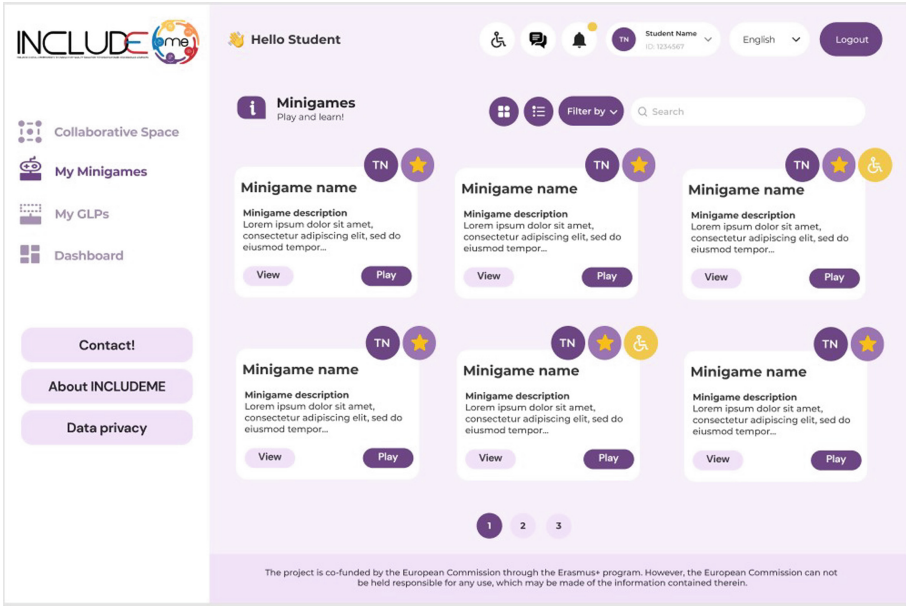 INCLUDE me
Hello Student
TN
Student Name
ID: 1234567
English
Logout
Collaborative Space
My Minigames
My GLPs
Dashboard
Contact!
About INCLUDEME
Data privacy
i
Minigames
Play and learn!
Filter by
Search
TN
Minigame name
Minigame description
Lorem ipsum dolor sit amet,
consectetur adipiscing elit, sed do
eiusmod tempor...
View
Play
TN
Minigame name
Minigame description
Lorem ipsum dolor sit amet,
consectetur adipiscing elit, sed do
eiusmod tempor...
View
Play
TN
Minigame name
Minigame description
Lorem ipsum dolor sit amet,
consectetur adipiscing elit, sed do
eiusmod tempor...
View
Play
TN
Minigame name
Minigame description
Lorem ipsum dolor sit amet,
consectetur adipiscing elit, sed do
eiusmod tempor...
View
Play
TN
Minigame name
Minigame description
Lorem ipsum dolor sit amet,
consectetur adipiscing elit, sed do
eiusmod tempor...
View
Play
TN
Minigame name
Minigame description
Lorem ipsum dolor sit amet,
consectetur adipiscing elit, sed do
eiusmod tempor...
View
Play
1 2 3
The project is co-funded by the European Commission through the Erasmus+ program. However, the European Commission can not
be held responsible for any use, which may be made of the information contained therein.